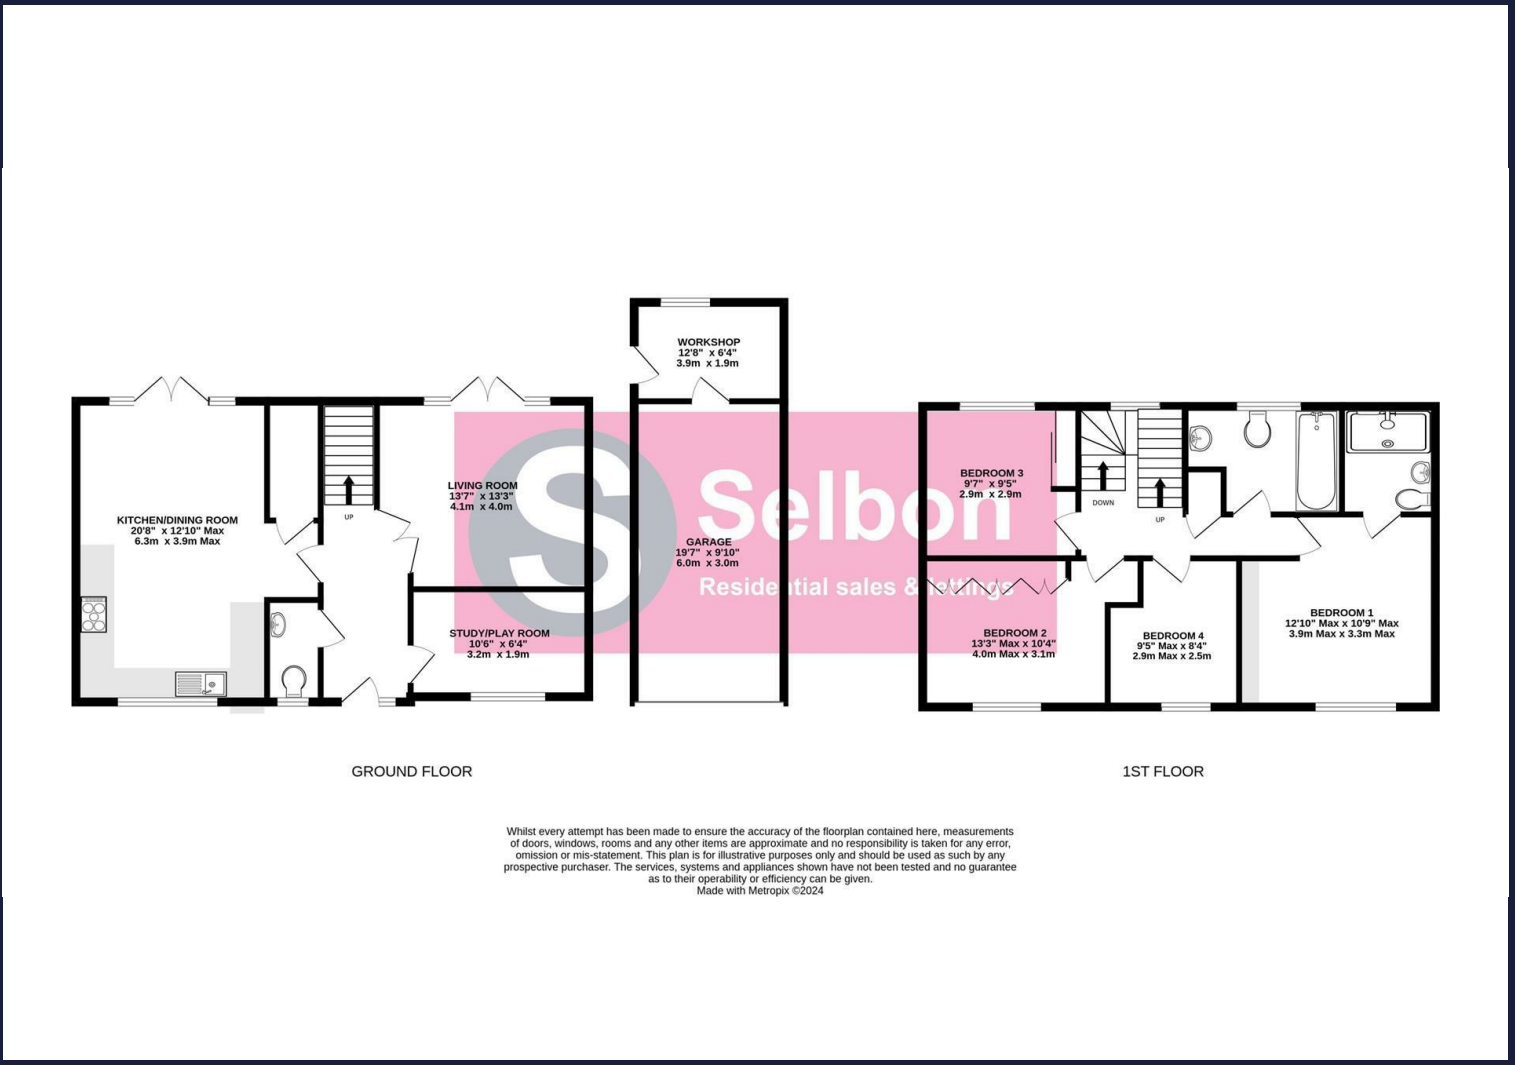 WORKSHOP
12'8" x 6'4"
3.9m x 1.9m
KITCHEN/DINING ROOM
20'8" x 12'10" Max
6.3m x 3.9m Max
UP
LIVING ROOM
13'7" x 13'3"
4.1m x 4.0m
STUDY/PLAY ROOM
10'6" x 6'4"
3.2m x 1.9m
GARAGE
19'7" x 9'10"
6.0m x 3.0m
Selbon
Residential sales & lettings
BEDROOM 3
9'7" x 9'5"
2.9m x 2.9m
DOWN
UP
BEDROOM 2
13'3" Max x 10'4"
4.0m Max x 3.1m
BEDROOM 4
9'5" Max x 8'4"
2.9m Max x 2.5m
BEDROOM 1
12'10" Max x 10'9" Max
3.9m Max x 3.3m Max
GROUND FLOOR
1ST FLOOR
Whilst every attempt has been made to ensure the accuracy of the floorplan contained here, measurements
of doors, windows, rooms and any other items are approximate and no responsibility is taken for any error,
omission or mis-statement. This plan is for illustrative purposes only and should be used as such by any
prospective purchaser. The services, systems and appliances shown have not been tested and no guarantee
as to their operability or efficiency can be given.
Made with Metropix ©2024